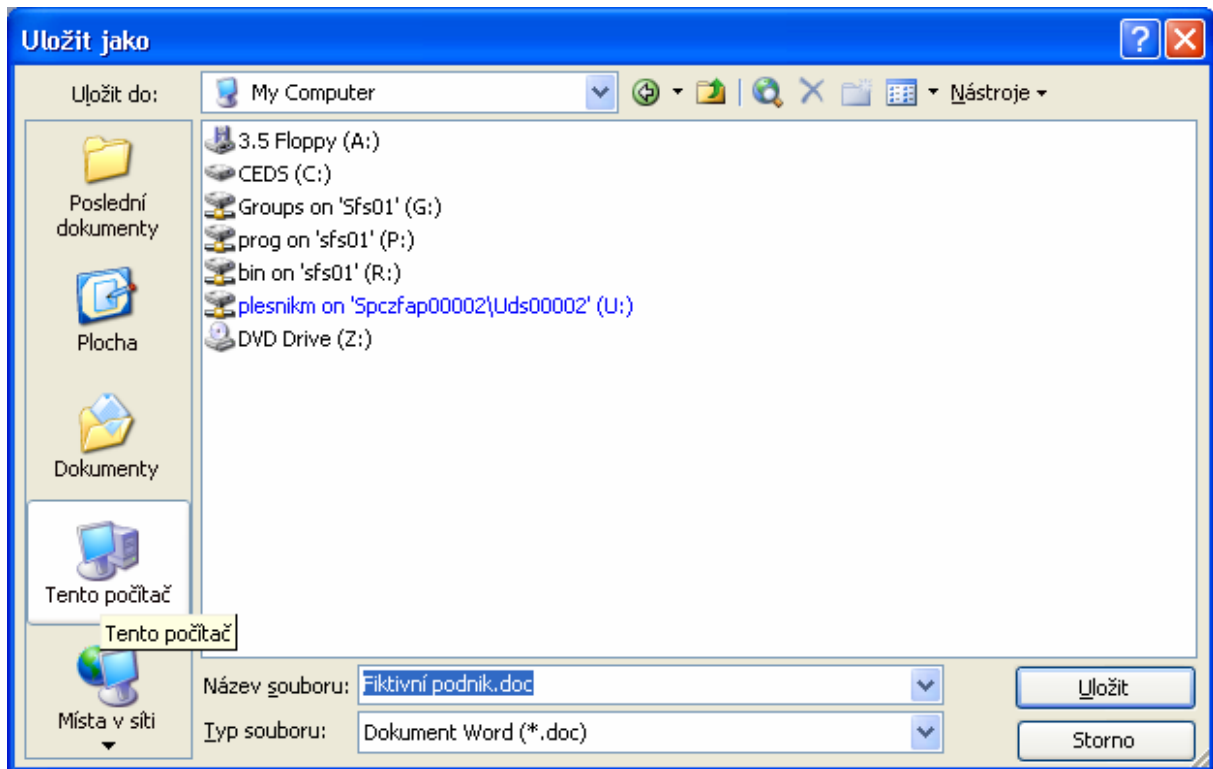 Uložit jako
Uložit do:
My Computer
Nástroje
3.5 Floppy (A:)
CEDS (C:)
Groups on 'Sfs01' (G:)
prog on 'sfs01' (P:)
bin on 'sfs01' (R:)
plesnikm on 'Spczfap00002\Uds00002' (U:)
DVD Drive (Z:)
Poslední
dokumenty
Plocha
Dokumenty
Tento počítač
Tento počítač
Místa v síti
Název souboru:
Fiktivní podnik.doc
Uložit
Typ souboru:
Dokument Word (*.doc)
Storno